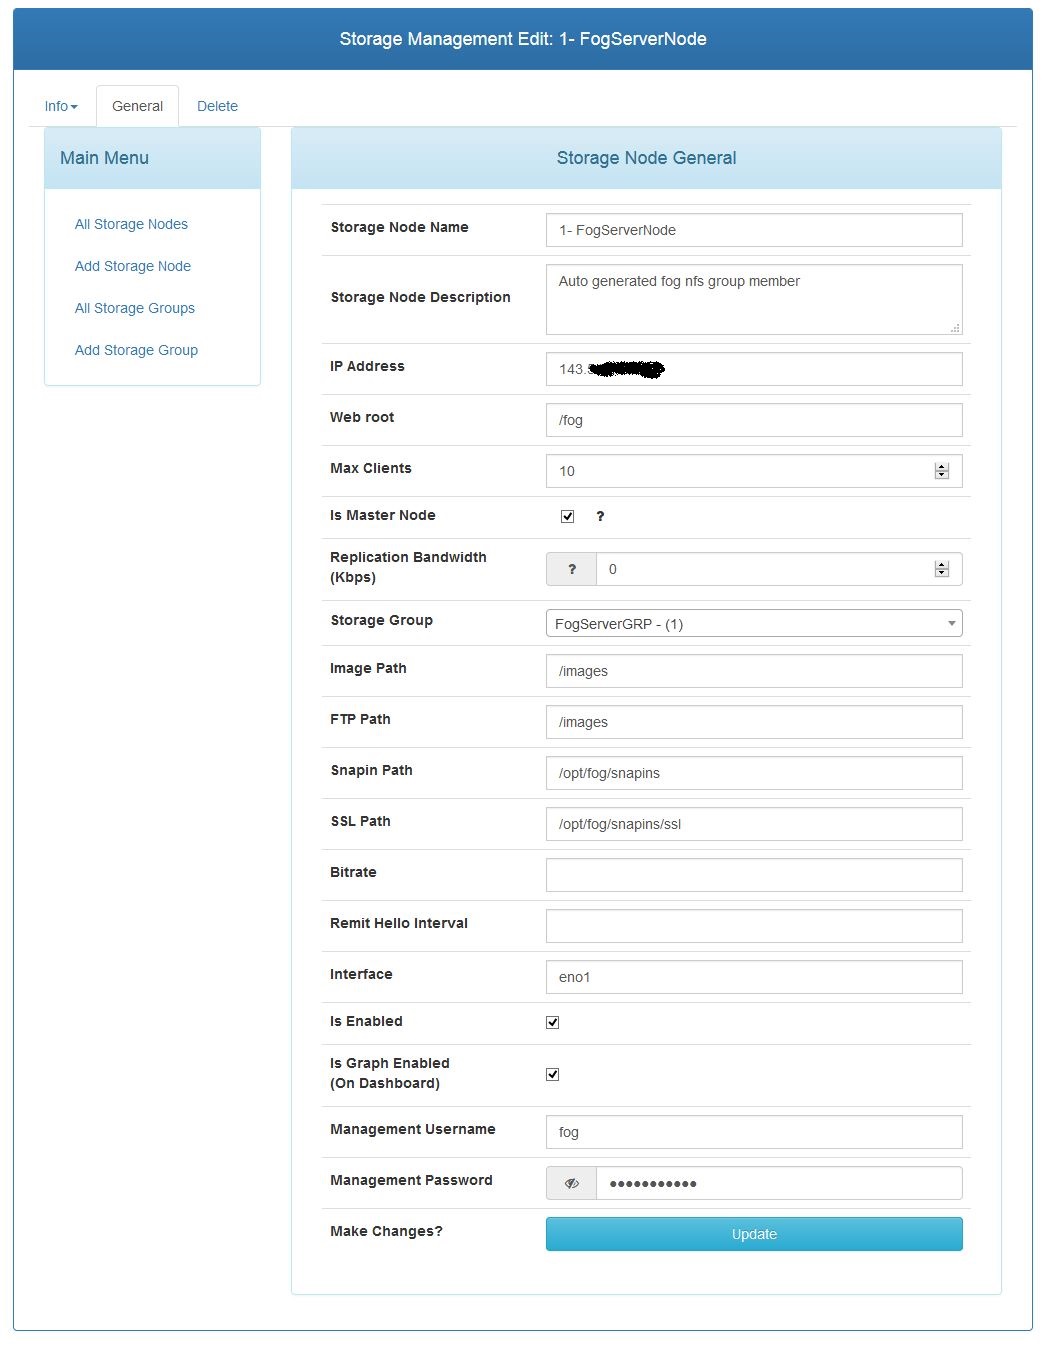 Storage Management Edit: 1- FogServerNode
Info
General
Delete
Main Menu
All Storage Nodes
Add Storage Node
All Storage Groups
Add Storage Group
Storage Node General
Storage Node Name
1- FogServerNode
Storage Node Description
Auto generated fog nfs group member
IP Address
143.
Web root
/fog
Max Clients
10
Is Master Node
?
Replication Bandwidth
(Kbps)
?
0
Storage Group
FogServerGRP - (1)
Image Path
/images
FTP Path
/images
Snapin Path
/opt/fog/snapins
SSL Path
/opt/fog/snapins/ssl
Bitrate
Remit Hello Interval
Interface
eno1
Is Enabled
Is Graph Enabled
(On Dashboard)
Management Username
fog
Management Password
●●●●●●●●●●●
Make Changes?
Update